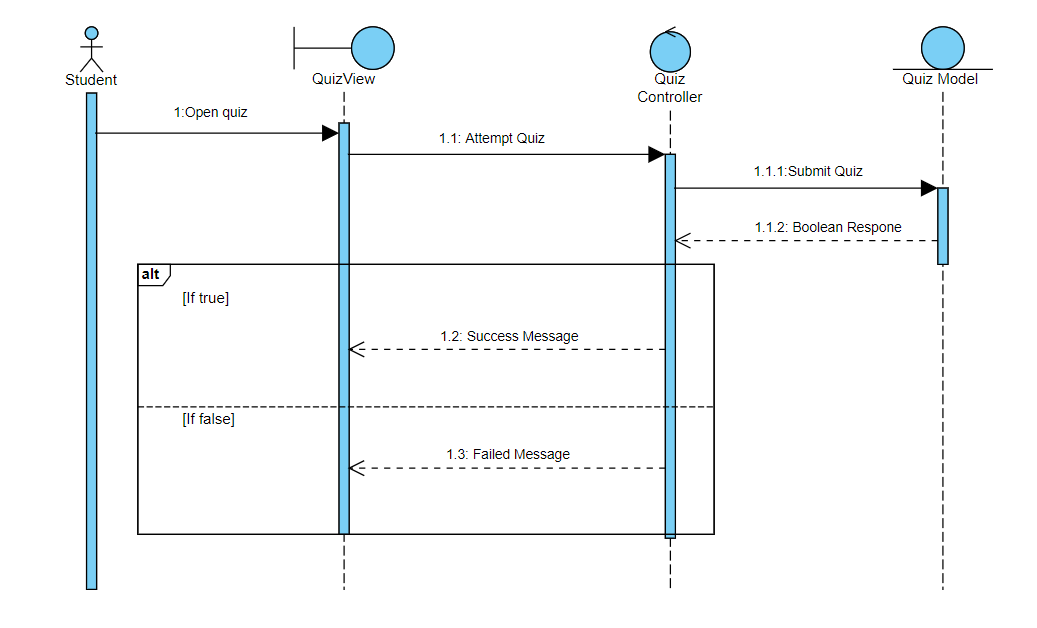 Student
QuizView
Quiz
Controller
Quiz Model
1:Open quiz
1.1: Attempt Quiz
1.1.1:Submit Quiz
1.1.2: Boolean Respone
alt
[If true]
1.2: Success Message
[If false]
1.3: Failed Message